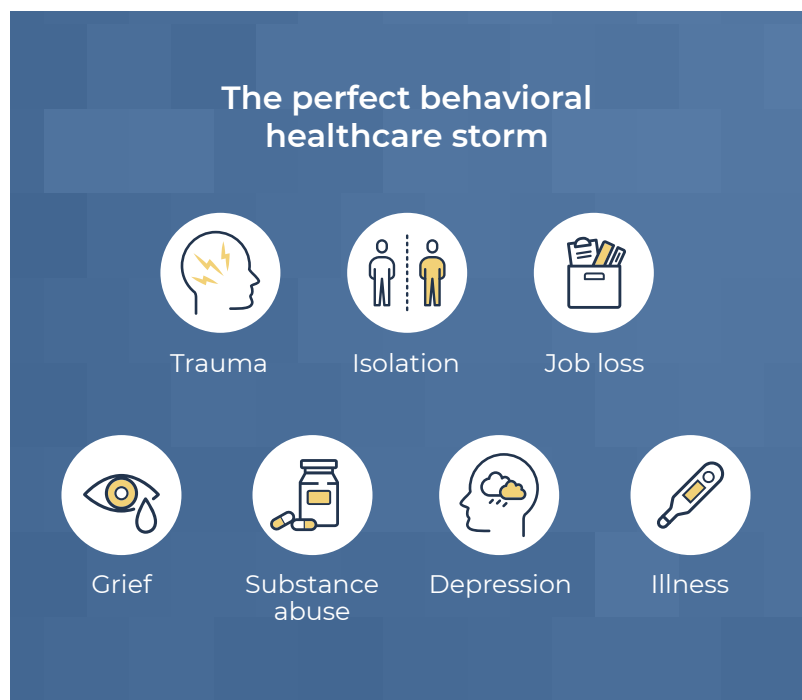 The perfect behavioral
healthcare storm
Trauma
Isolation
Job loss
Grief
Substance
abuse
Depression
Illness